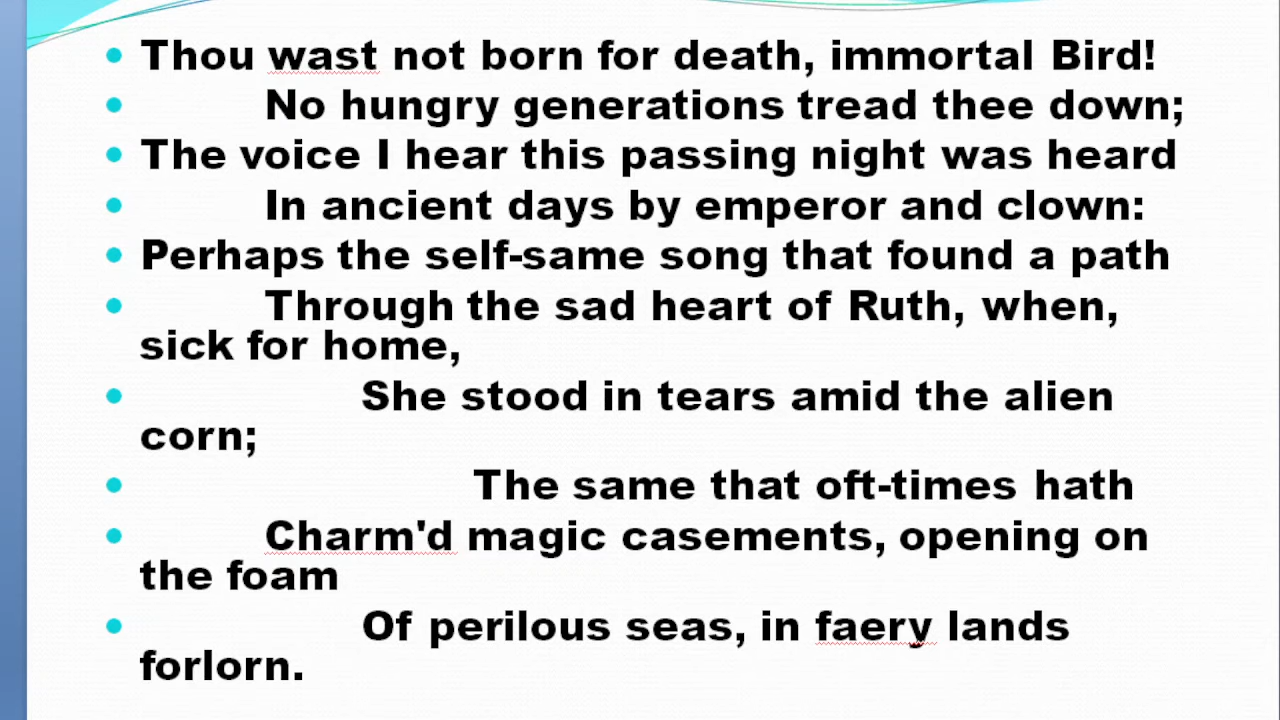 Thou wast not born for death, immortal Bird!
No hungry generations tread thee down;
The voice I hear this passing night was heard
In ancient days by emperor and clown:
Perhaps the self-same song that found a path
Through the sad heart of Ruth, when,
sick for home,
She stood in tears amid the alien
corn;
The same that oft-times hath
Charm'd magic casements, opening on
the foam
Of perilous seas, in faery lands
forlorn.